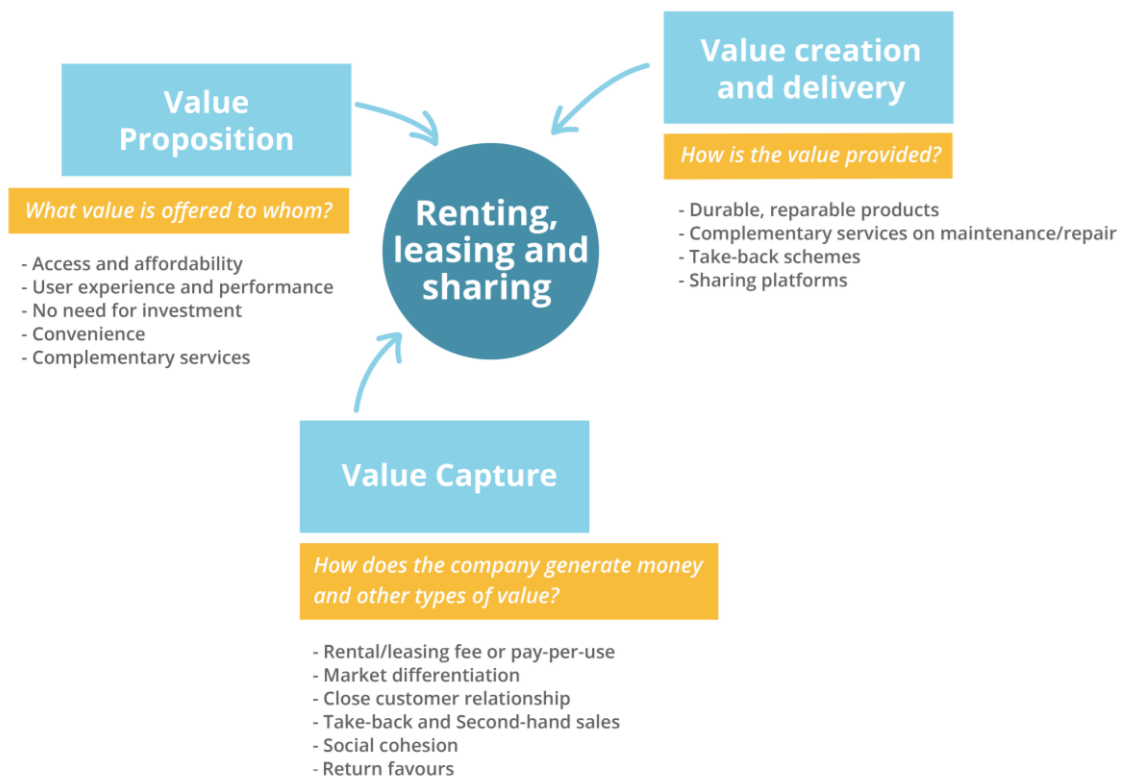 Value
Proposition
What value is offered to whom?
- Access and affordability
- User experience and performance
- No need for investment
- Convenience
- Complementary services
Renting,
leasing and
sharing
Value creation
and delivery
How is the value provided?
- Durable, reparable products
- Complementary services on maintenance/repair
- Take-back schemes
- Sharing platforms
Value Capture
How does the company generate money
and other types of value?
- Rental/leasing fee or pay-per-use
- Market differentiation
- Close customer relationship
- Take-back and Second-hand sales
- Social cohesion
- Return favours